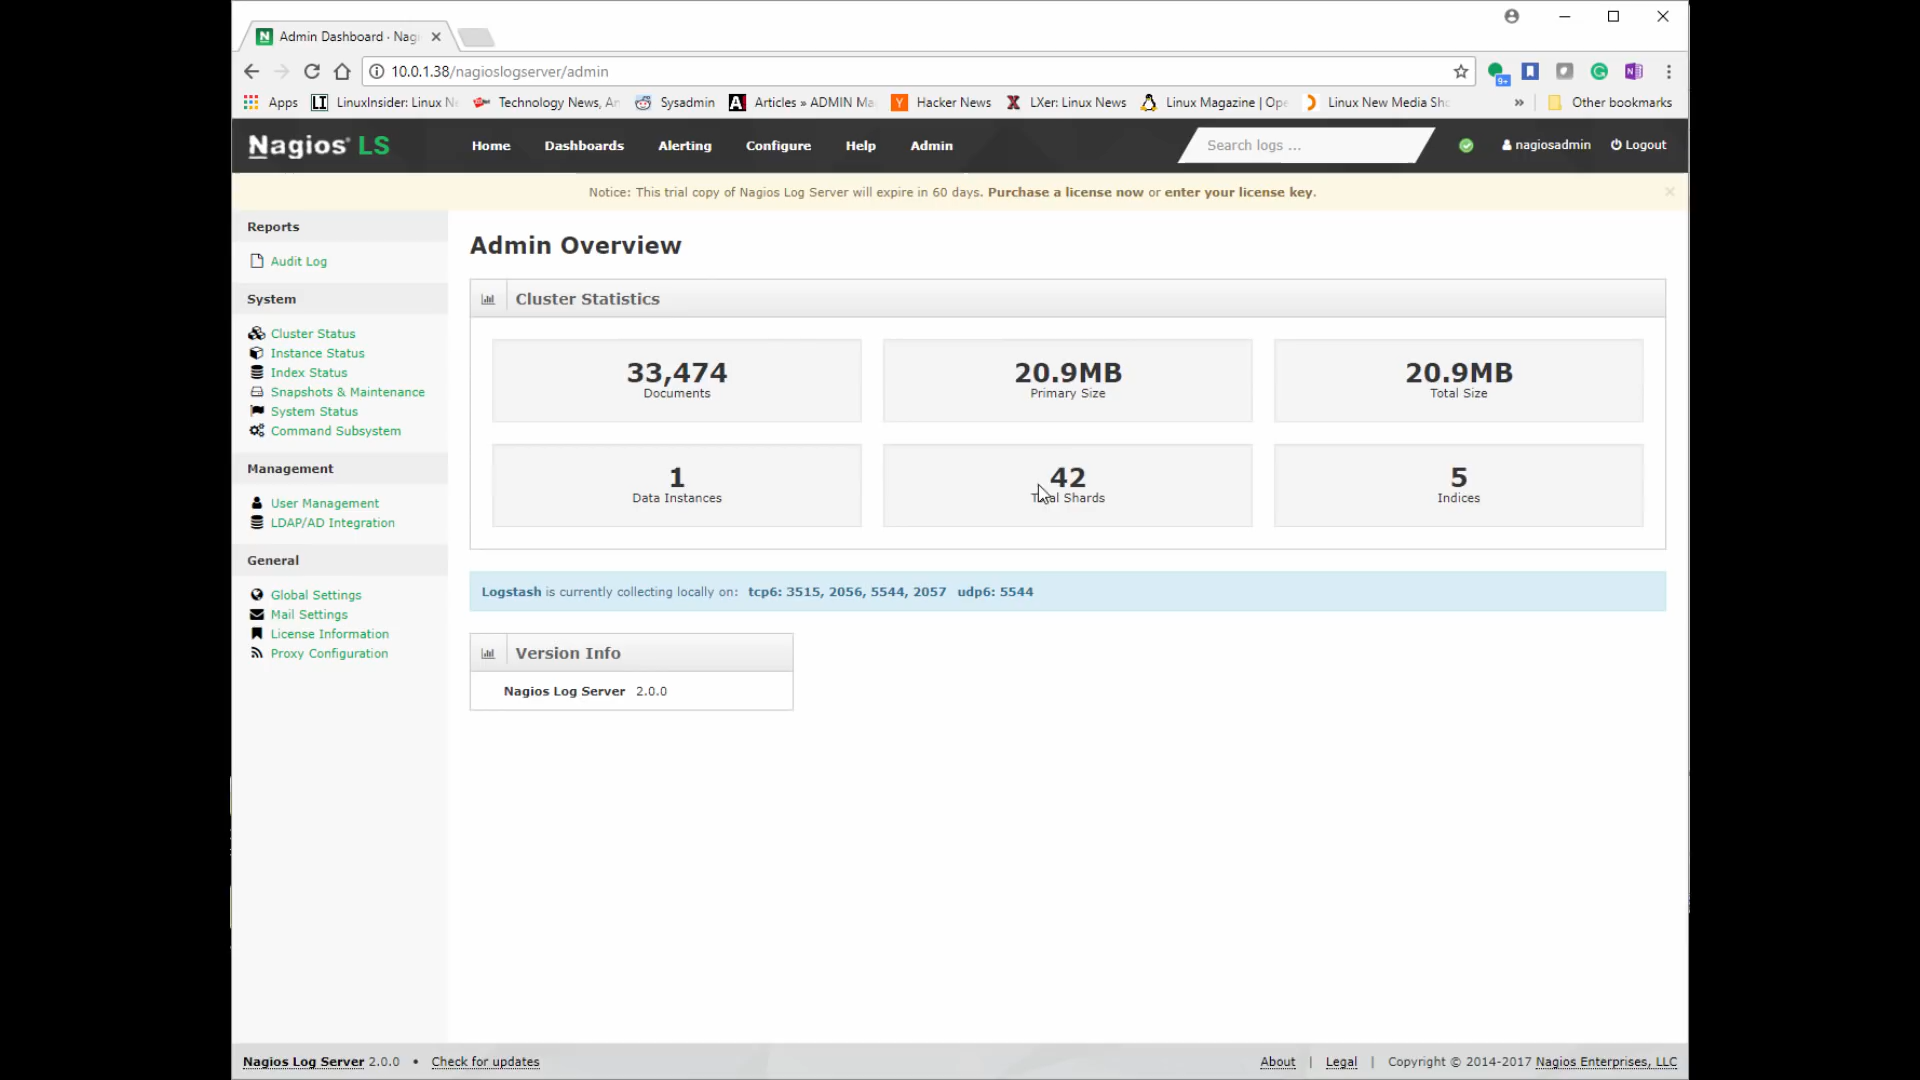 Admin Dashboard · Nag
10.0.1.38/nagioslogserver/admin
9+
Apps LinuxInsider: Linux N Technology News, Ar Sysadmin Articles » ADMIN Ma Hacker News LXer: Linux News Linux Magazine | Ope Linux New Media Sh » Other bookmarks
Nagios® LS Home Dashboards Alerting Configure Help Admin Search logs ... nagiosadmin Logout
Notice: This trial copy of Nagios Log Server will expire in 60 days. Purchase a license now or enter your license key.
Reports
Audit Log
System
Cluster Status
Instance Status
Index Status
Snapshots & Maintenance
System Status
Command Subsystem
Management
User Management
LDAP/AD Integration
General
Global Settings
Mail Settings
License Information
Proxy Configuration
Admin Overview
Cluster Statistics
33,474
Documents
20.9MB
Primary Size
20.9MB
Total Size
1
Data Instances
42
Total Shards
5
Indices
Logstash is currently collecting locally on: tcp6: 3515, 2056, 5544, 2057 udp6: 5544
Version Info
Nagios Log Server 2.0.0
Nagios Log Server 2.0.0 • Check for updates About | Legal | Copyright © 2014-2017 Nagios Enterprises, LLC